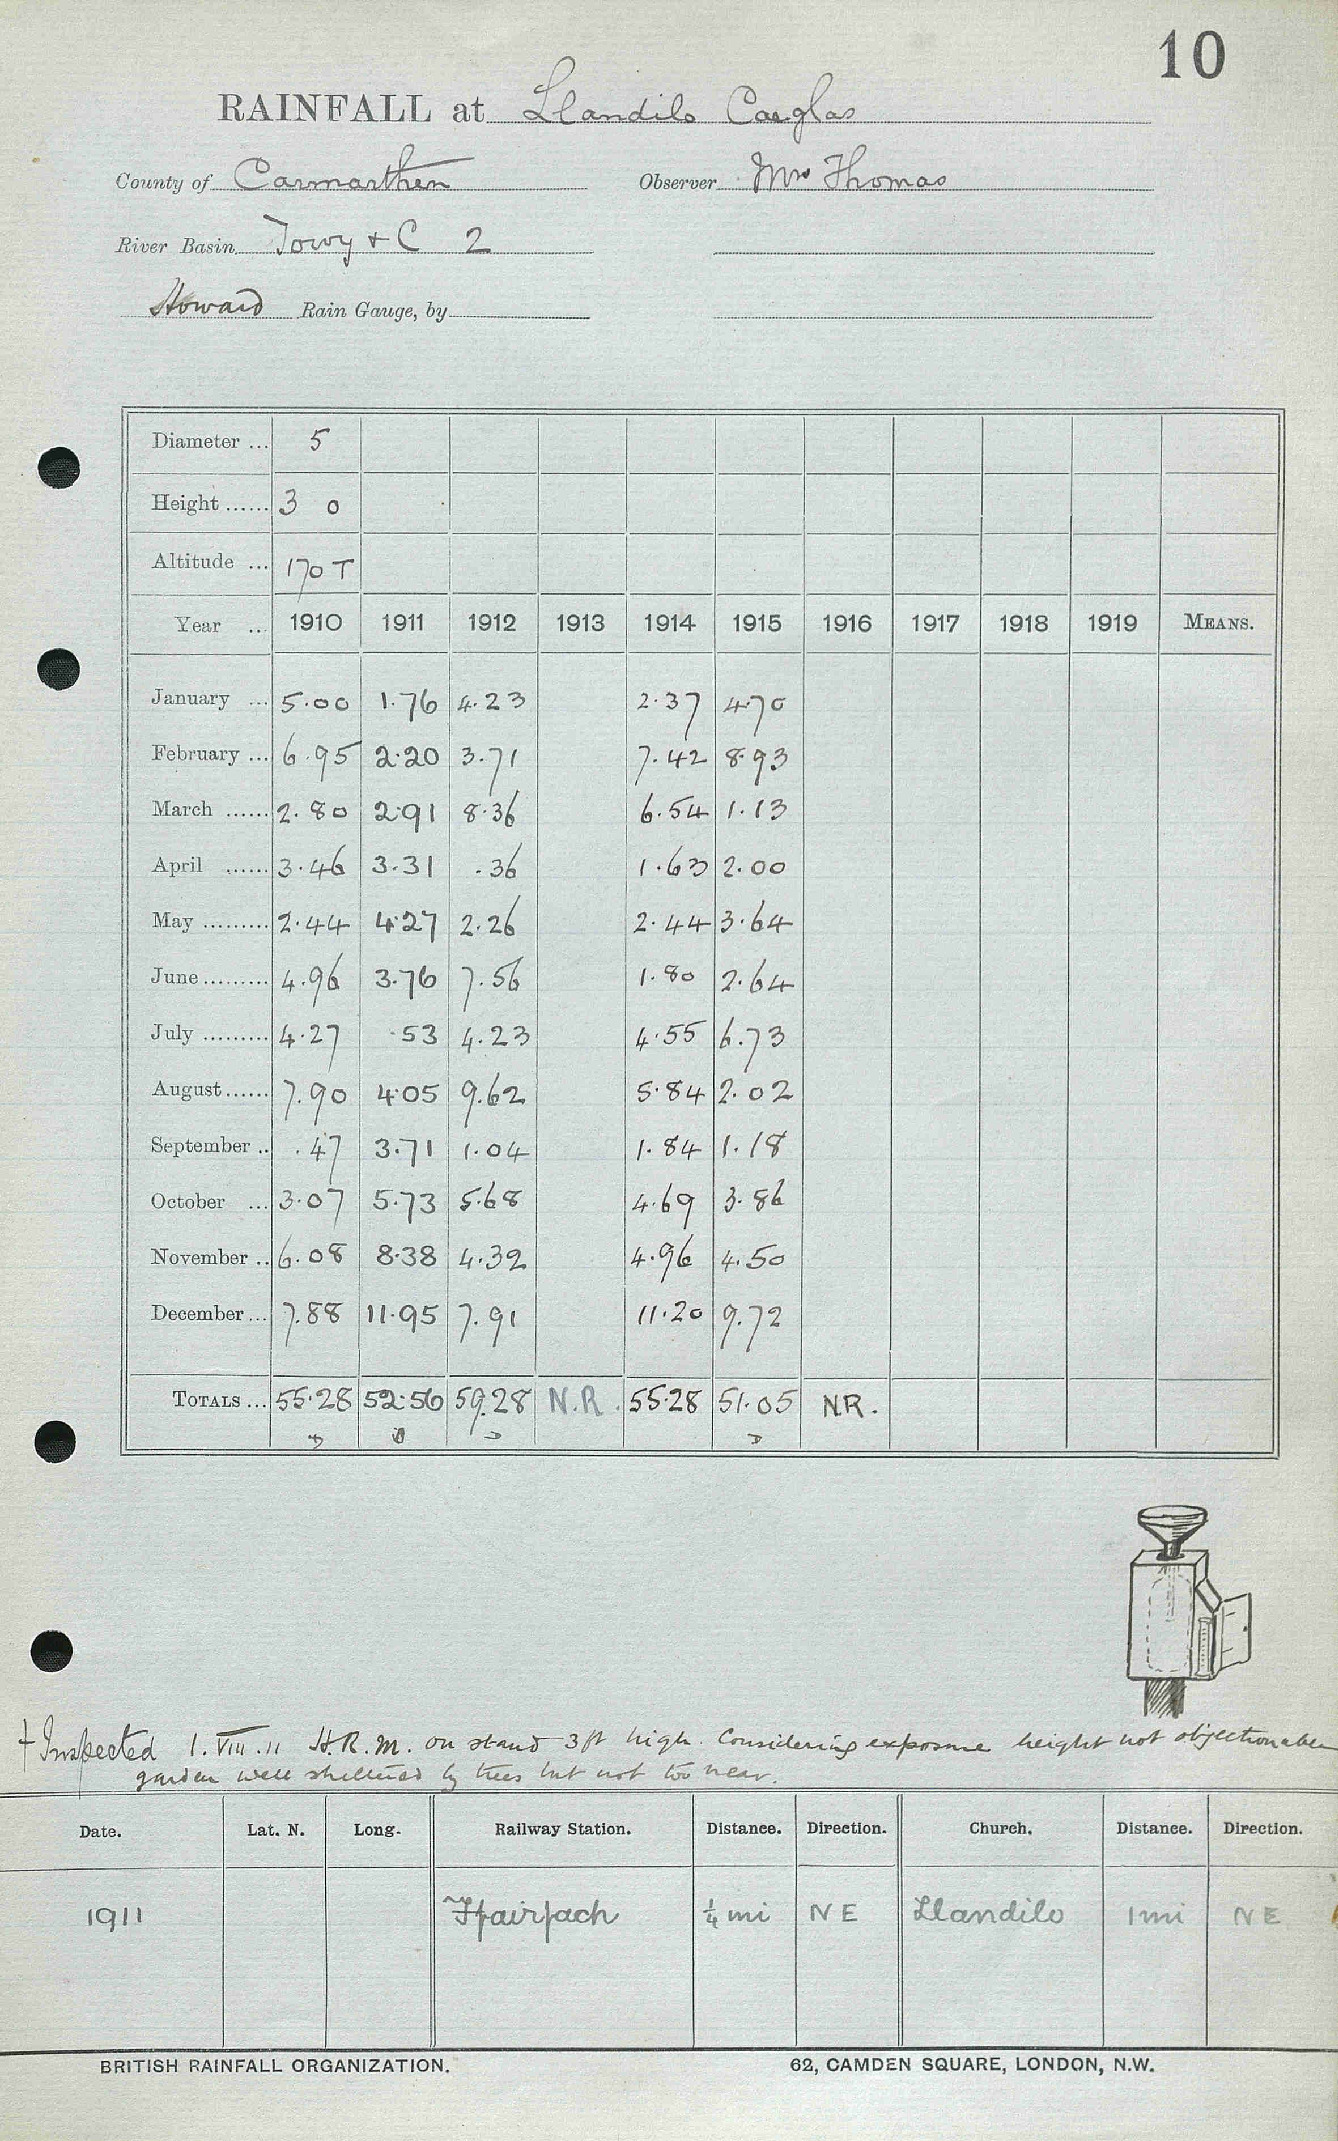 10
RAINFALL at Llandilo Caeglas
County of Carmarthen Observer Mrs Thomas
River Basin Towy & C 2
Howard Rain Gauge, by
Diameter ... 5
Height ...... 3 0
Altitude ... 170 T
Year ... 1910 1911 1912 1913 1914 1915 1916 1917 1918 1919 MEANS.
January ... 5.00 1.76 4.23 2.37 4.70
February ... 6.95 2.20 3.71 7.42 8.93
March ...... 2.80 2.91 8.36 6.54 1.13
April ...... 3.46 3.31 .36 1.63 2.00
May ......... 2.44 4.27 2.26 2.44 3.64
June ......... 4.96 3.76 7.56 1.80 2.64
July ......... 4.27 .53 4.23 4.55 6.73
August ...... 7.90 4.05 9.62 5.84 2.02
September .. .47 3.71 1.04 1.84 1.18
October ... 3.07 5.73 5.68 4.69 3.86
November .. 6.08 8.38 4.32 4.96 4.50
December ... 7.88 11.95 7.91 11.20 9.72
TOTALS ... 55.28 52.56 59.28 N.R. 55.28 51.05 NR.
Inspected 1.VIII.11 H.R.M. on stand 3ft high. Considering exposure height not objectionable
garden well sheltered by trees but not too near.
Date. Lat. N. Long. Railway Station. Distance. Direction. Church. Distance. Direction.
1911 Ffairfach ¼ mi NE Llandilo 1 mi NE
BRITISH RAINFALL ORGANIZATION. 62, CAMDEN SQUARE, LONDON, N.W.